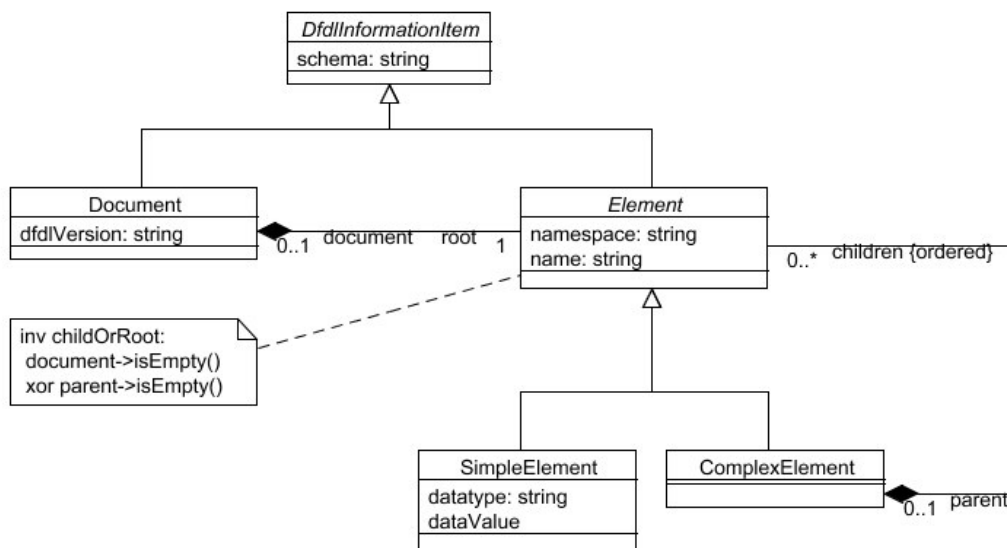 DfdlInformationItem
schema: string
Document
dfdlVersion: string
0..1 document root 1
Element
namespace: string
name: string
0..* children {ordered}
inv childOrRoot:
document->isEmpty()
xor parent->isEmpty()
SimpleElement
datatype: string
dataValue
ComplexElement
0..1 parent